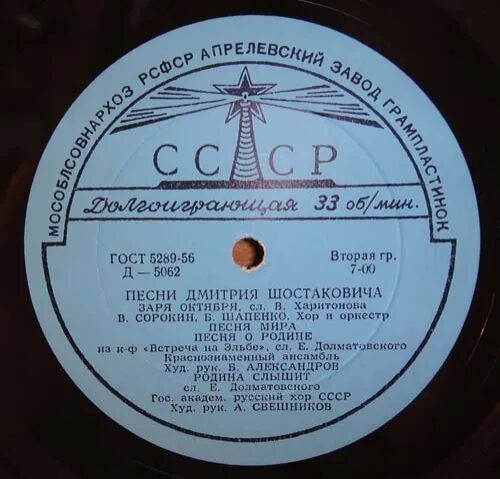 МОСОБЛСОВНАРХОЗ РСФСР АПРЕЛЕВСКИЙ ЗАВОД ГРАМПЛАСТИНОК
СССР
Долгоиграющая 33 об/мин.
ГОСТ 5289-56 Вторая гр.
Д — 5062 7-00
ПЕСНИ ДМИТРИЯ ШОСТАКОВИЧА
ЗАРЯ ОКТЯБРЯ, сл. В. Харитонова
В. СОРОКИН, Б. ШАПЕНКО, Хор и оркестр
ПЕСНЯ МИРА
ПЕСНЯ О РОДИНЕ
из к-ф «Встреча на Эльбе», сл. Е. Долматовского
Краснознаменный ансамбль
Худ. рук. Б. АЛЕКСАНДРОВ
РОДИНА СЛЫШИТ
сл. Е. Долматовского
Гос. академ. русский хор СССР
Худ. рук. А. СВЕШНИКОВ